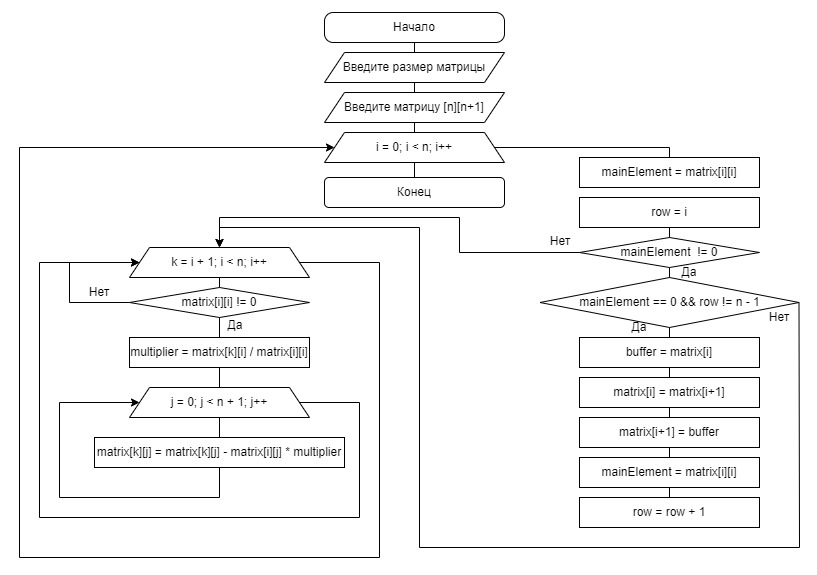 Начало
Введите размер матрицы
Введите матрицу [n][n+1]
i = 0; i < n; i++
Конец
mainElement = matrix[i][i]
row = i
mainElement != 0
Нет
Да
mainElement == 0 && row != n - 1
Нет
Да
buffer = matrix[i]
matrix[i] = matrix[i+1]
matrix[i+1] = buffer
mainElement = matrix[i][i]
row = row + 1
k = i + 1; i < n; i++
matrix[i][i] != 0
Нет
Да
multiplier = matrix[k][i] / matrix[i][i]
j = 0; j < n + 1; j++
matrix[k][j] = matrix[k][j] - matrix[i][j] * multiplier